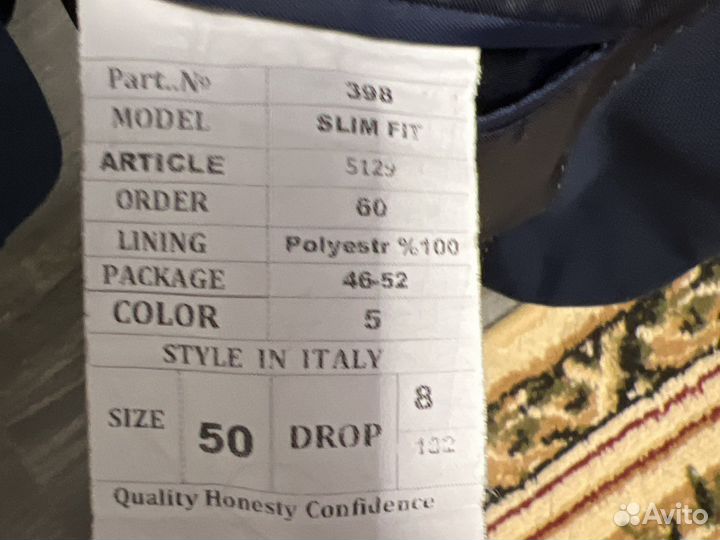 Part..№ 398
MODEL SLIM FIT
ARTICLE 5129
ORDER 60
LINING Polyestr %100
PACKAGE 46-52
COLOR 5
STYLE IN ITALY
SIZE 50 DROP 8
Quality Honesty Confidence
Avito